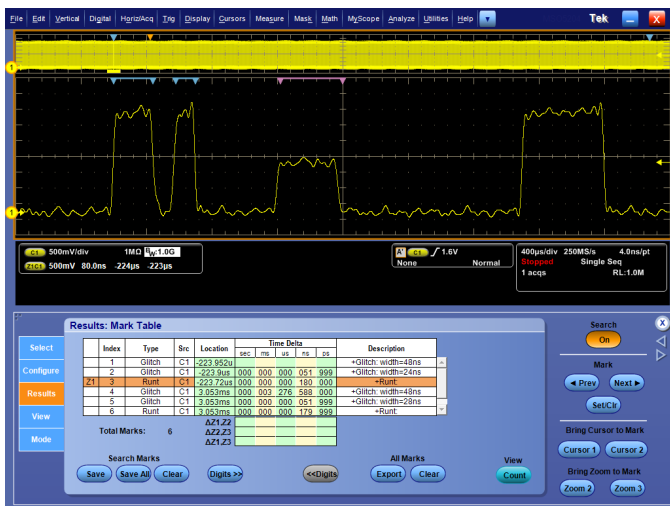 File Edit Vertical Digital Horiz/Acq Trig Display Cursors Measure Mask Math MyScope Analyze Utilities Help Tek X
1
1
C1 500mV/div 1MΩ BW:1.0G
Z1C1 500mV 80.0ns -224µs -223µs
A' C1 1.6V
None Normal
400µs/div 250MS/s 4.0ns/pt
Stopped Single Seq
1 acqs RL:1.0M
Results: Mark Table
Select
Configure
Results
View
Mode
Index Type Src Location Time Delta Description
sec ms us ns ps
1 Glitch C1 -223.952u +Glitch: width=48ns
2 Glitch C1 -223.9us 000 000 000 051 999 +Glitch: width=24ns
Z1 3 Runt C1 -223.72us 000 000 000 180 000 +Runt:
4 Glitch C1 3.053ms 000 003 276 588 000 +Glitch: width=48ns
5 Glitch C1 3.053ms 000 000 000 051 999 +Glitch: width=28ns
6 Runt C1 3.053ms 000 000 000 179 999 +Runt:
Total Marks: 6
ΔZ1,Z2
ΔZ2,Z3
ΔZ1,Z3
Search Marks
Save Save All Clear
Digits >>
<<Digits
All Marks
Export Clear
View
Count
Search
On
X
Mark
Prev Next
Set/Clr
Bring Cursor to Mark
Cursor 1 Cursor 2
Bring Zoom to Mark
Zoom 2 Zoom 3